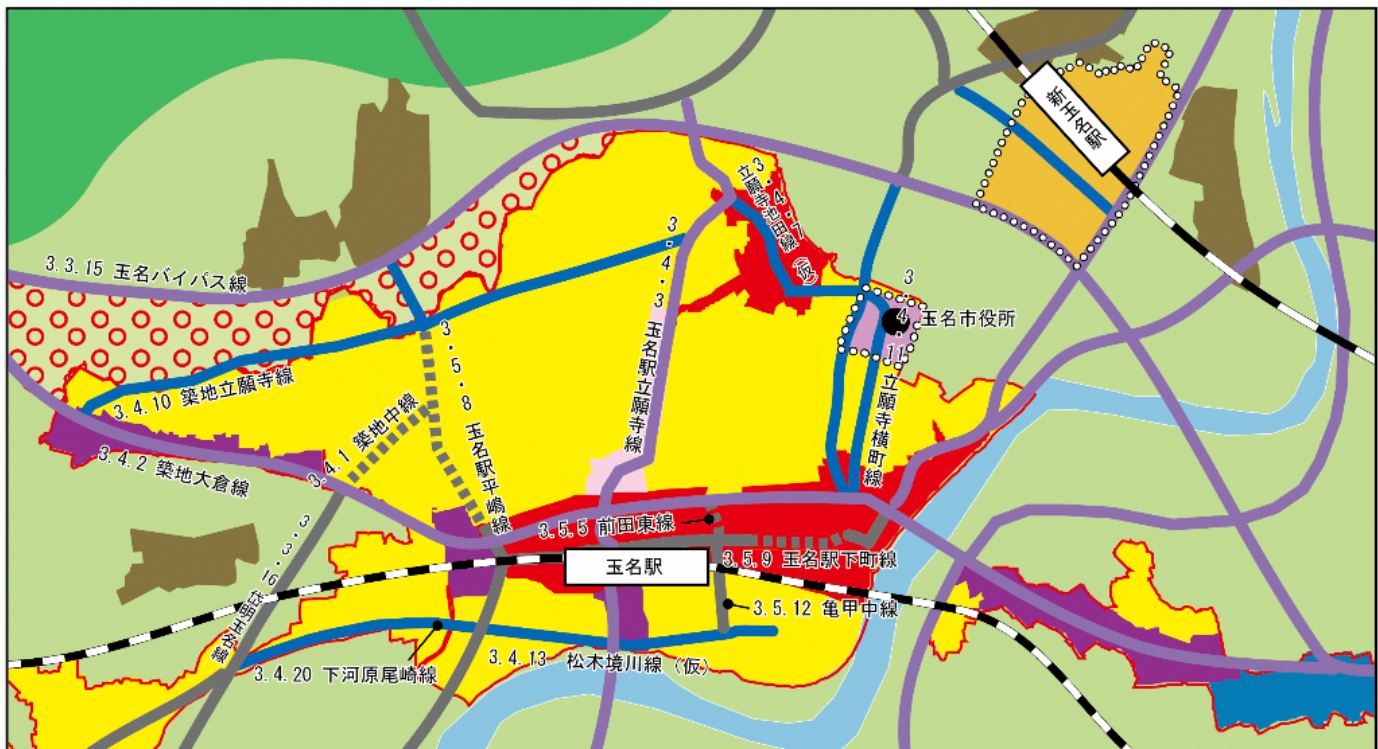 新玉名駅
3・4・7
立願寺池田線（仮）
3.3.15 玉名バイパス線
3・4・3
玉名駅立願寺線
3・4・11
立願寺横町線
玉名市役所
3・5・8 玉名駅平嶋線
3.4.10 築地立願寺線
3.4.1 築地中線
3.4.2 築地大倉線
3.5.5 前田東線
3・3・16 岱明玉名線
玉名駅
3.5.9 玉名駅下町線
3.5.12 亀甲中線
3.4.20 下河原尾崎線
3.4.13 松木境川線（仮）